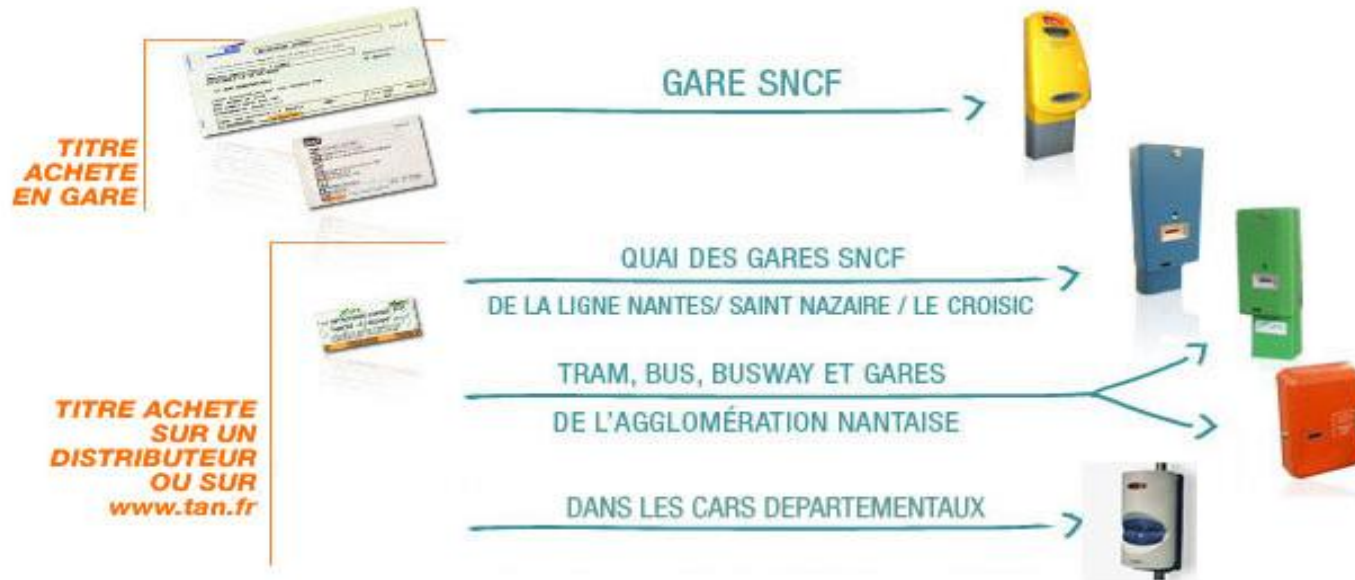 GARE SNCF
TITRE
ACHETE
EN GARE
QUAI DES GARES SNCF
DE LA LIGNE NANTES/ SAINT NAZAIRE / LE CROISIC
TRAM, BUS, BUSWAY ET GARES
DE L'AGGLOMÉRATION NANTAISE
TITRE ACHETE
SUR UN
DISTRIBUTEUR
OU SUR
www.tan.fr
DANS LES CARS DEPARTEMENTAUX